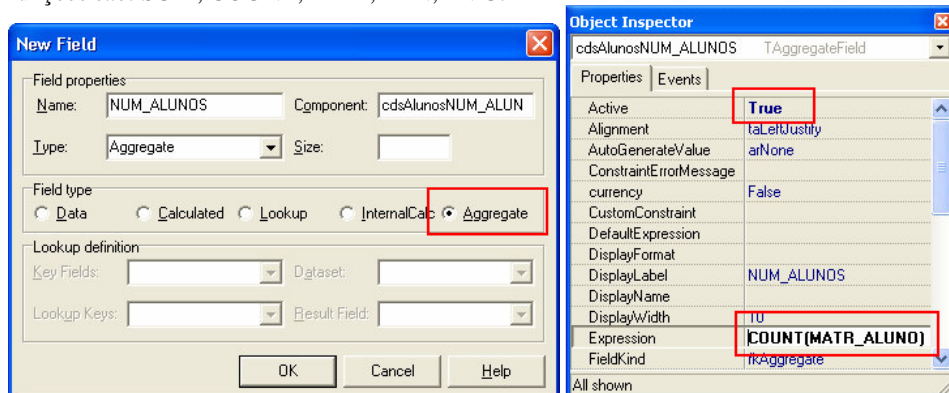 New Field
Field properties
Name: NUM_ALUNOS Component: cdsAlunosNUM_ALUN
Type: Aggregate Size:
Field type
Data Calculated Lookup InternalCalc Aggregate
Lookup definition
Key Fields: Dataset:
Lookup Keys: Result Field:
OK Cancel Help
Object Inspector
cdsAlunosNUM_ALUNOS TAggregateField
Properties Events
Active True
Alignment taLeftJustify
AutoGenerateValue arNone
ConstraintErrorMessage
currency False
CustomConstraint
DefaultExpression
DisplayFormat
DisplayLabel NUM_ALUNOS
DisplayName
DisplayWidth 10
Expression COUNT(MATR_ALUNO)
FieldKind fkAggregate
All shown